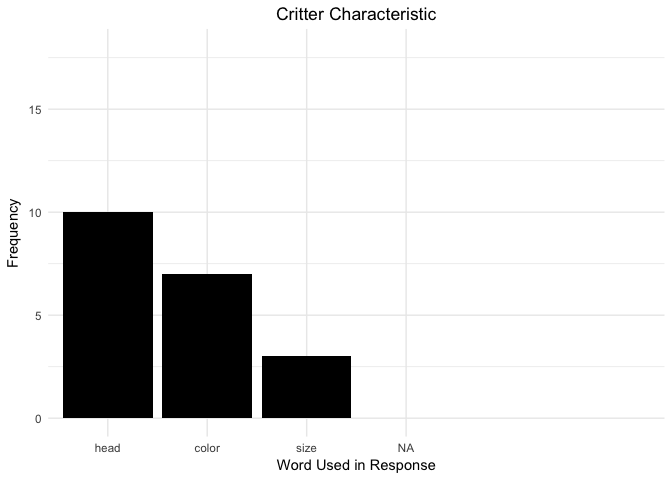 Critter Characteristic
Frequency
15
10
5
0
head color size NA
Word Used in Response